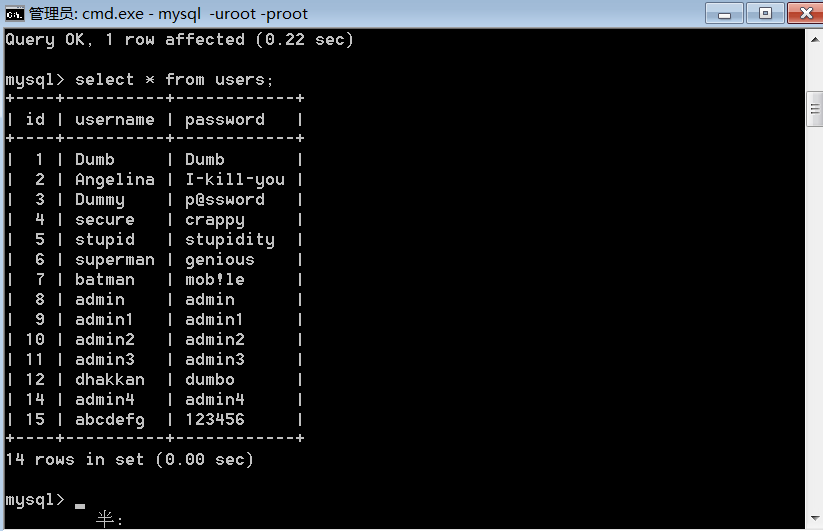 管理员: cmd.exe - mysql  -uroot -proot
Query OK, 1 row affected (0.22 sec)
mysql> select * from users;
+----+----------+------------+
| id | username | password   |
+----+----------+------------+
|  1 | Dumb     | Dumb       |
|  2 | Angelina | I-kill-you |
|  3 | Dummy    | p@ssword   |
|  4 | secure   | crappy     |
|  5 | stupid   | stupidity  |
|  6 | superman | genious    |
|  7 | batman   | mob!le     |
|  8 | admin    | admin      |
|  9 | admin1   | admin1     |
| 10 | admin2   | admin2     |
| 11 | admin3   | admin3     |
| 12 | dhakkan  | dumbo      |
| 14 | admin4   | admin4     |
| 15 | abcdefg  | 123456     |
+----+----------+------------+
14 rows in set (0.00 sec)
mysql> _
半: